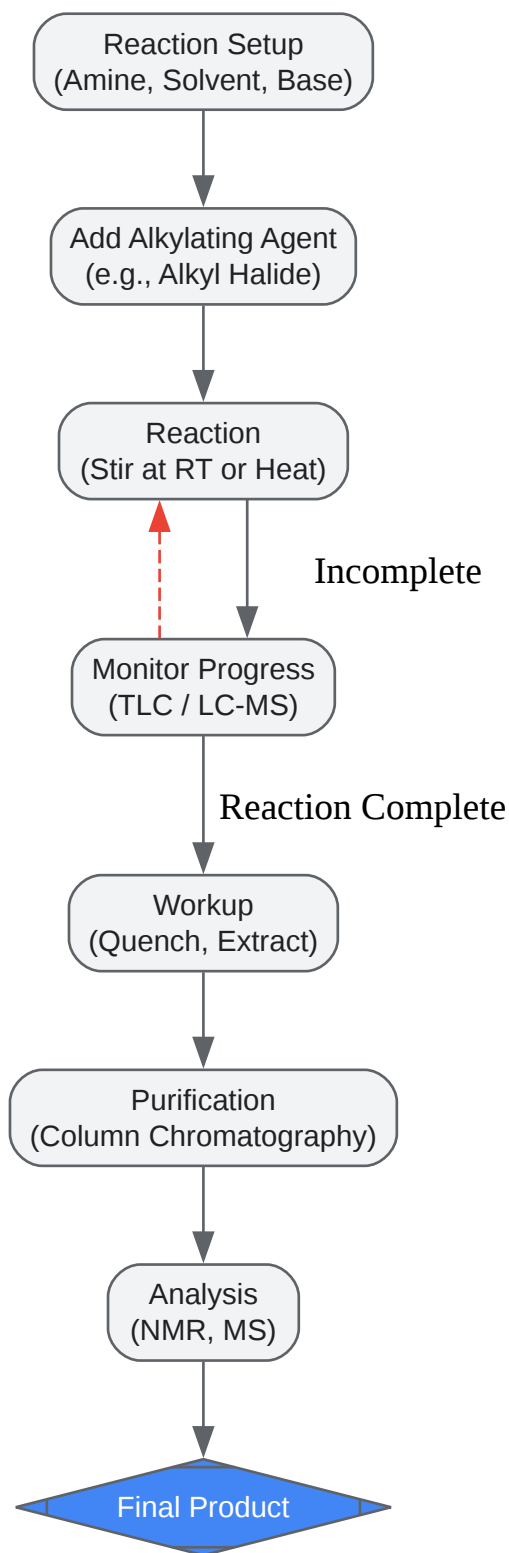 Reaction Setup
(Amine, Solvent, Base)
Add Alkylating Agent
(e.g., Alkyl Halide)
Reaction
(Stir at RT or Heat)
Incomplete
Monitor Progress
(TLC / LC-MS)
Reaction Complete
Workup
(Quench, Extract)
Purification
(Column Chromatography)
Analysis
(NMR, MS)
Final Product